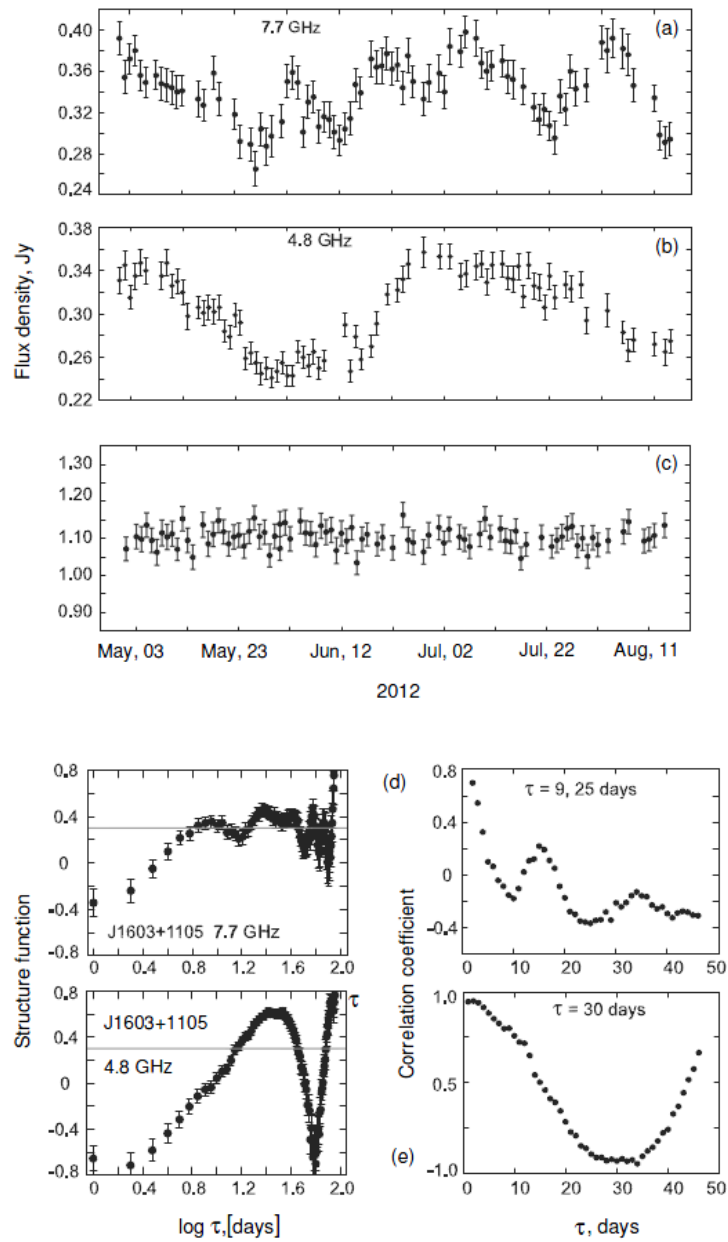 0.40
0.36
0.32
0.28
0.24
7.7 GHz
(a)
Flux density, Jy
0.34
0.30
0.26
0.22
4.8 GHz
(b)
1.30
1.20
1.10
1.00
0.90
(c)
May, 03 May, 23 Jun, 12 Jul, 02 Jul, 22 Aug, 11
2012
Structure function
0.8
0.4
0
-0.4
-0.8
J1603+1105 7.7 GHz
0 0.4 0.8 1.2 1.6 2.0
τ
(d)
Correlation coefficient
0.8
0.4
0
-0.4
τ = 9, 25 days
0 10 20 30 40 50
0.8
0.4
0
-0.4
-0.8
J1603+1105
4.8 GHz
0 0.4 0.8 1.2 1.6 2.0
log τ,[days]
(e)
1.0
0.5
-1.0
τ = 30 days
0 10 20 30 40 50
τ, days